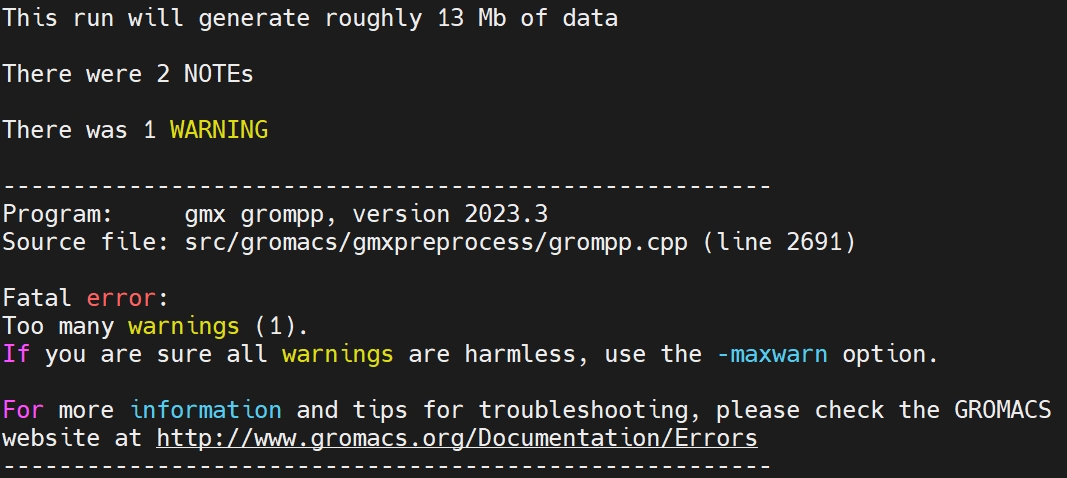 This run will generate roughly 13 Mb of data
There were 2 NOTEs
There was 1 WARNING
-------------------------------------------------------
Program:     gmx grompp, version 2023.3
Source file: src/gromacs/gmxpreprocess/grompp.cpp (line 2691)
Fatal error:
Too many warnings (1).
If you are sure all warnings are harmless, use the -maxwarn option.
For more information and tips for troubleshooting, please check the GROMACS
website at http://www.gromacs.org/Documentation/Errors
-------------------------------------------------------